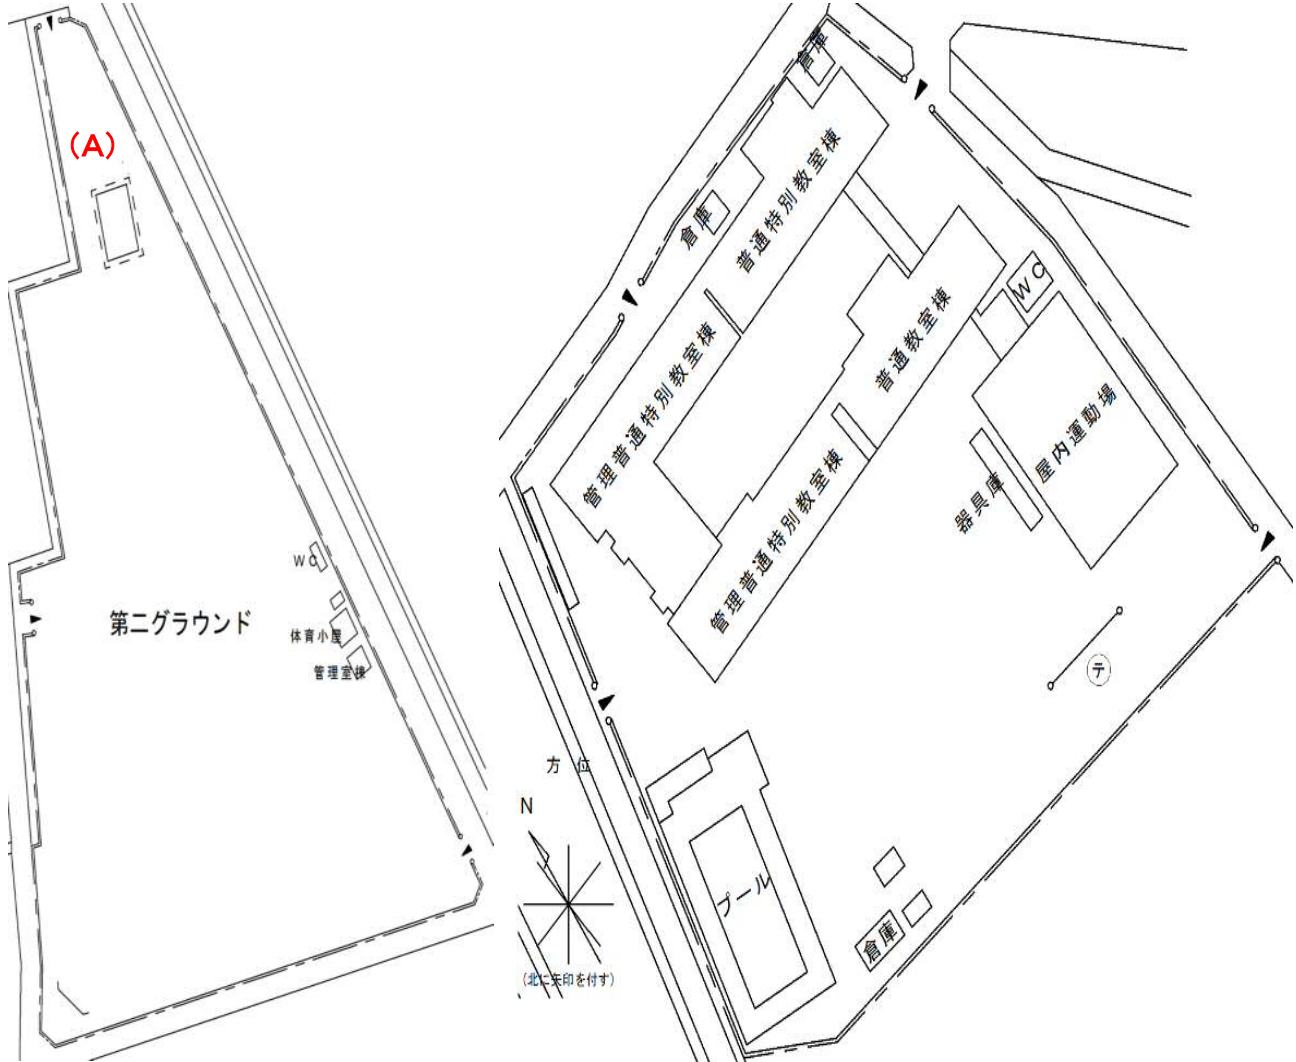 (A)
WC
第二グラウンド
体育小屋
管理室棟
倉庫
倉庫
普通特別教室棟
管理普通特別教室棟
普通教室棟
管理普通特別教室棟
WC
屋内運動場
器具庫
テ
方位
N
(北に矢印を付す)
プール
倉庫